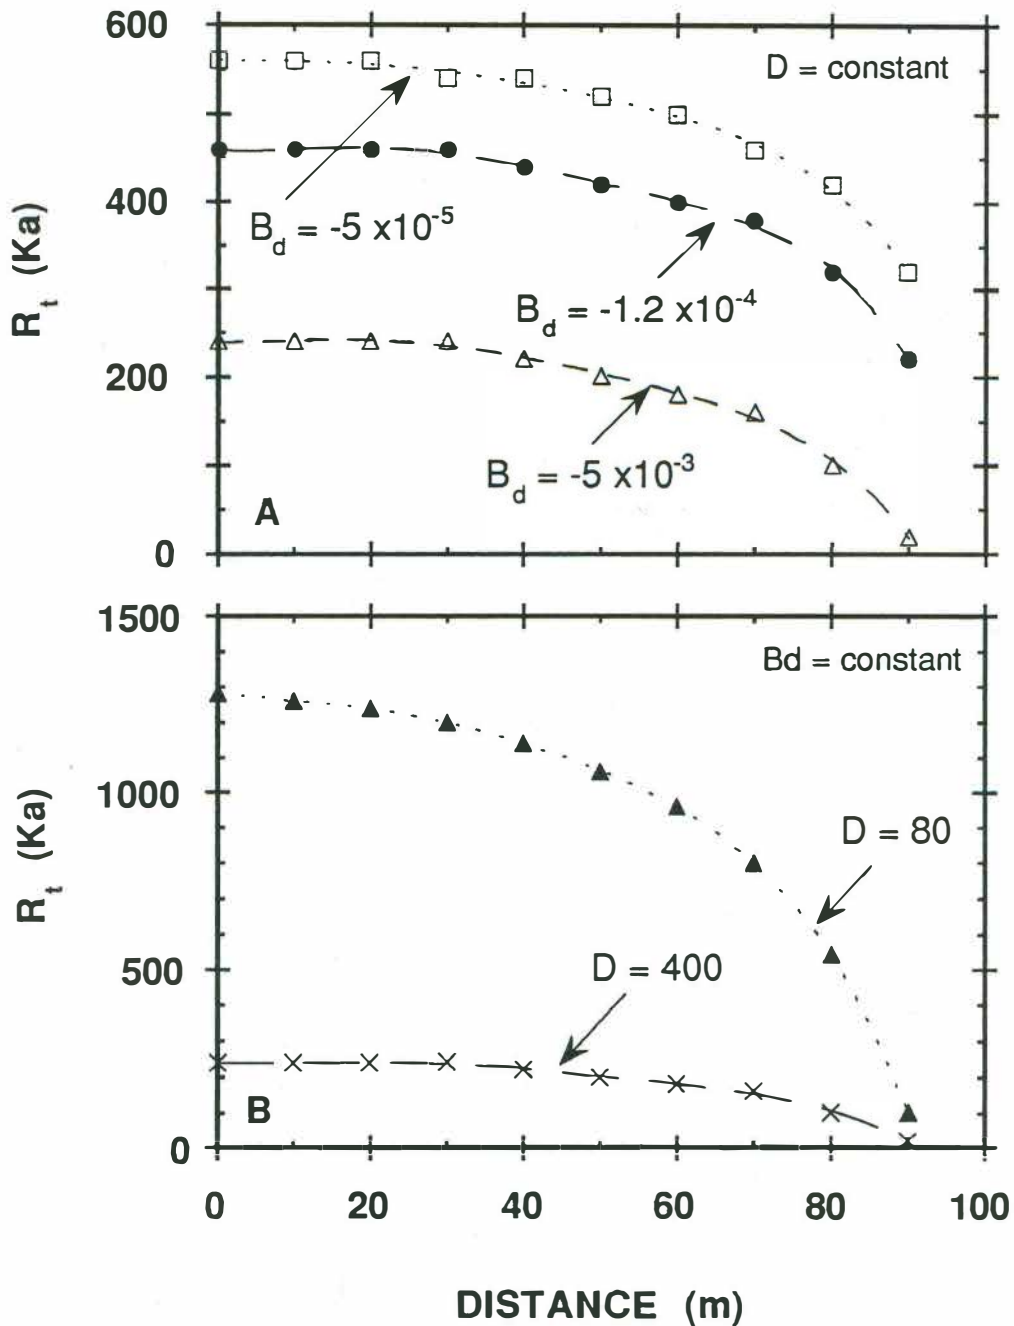 600
D = constant
B_d = -5 x10^-5
400
R_t (Ka)
B_d = -1.2 x10^-4
200
B_d = -5 x10^-3
A
0
1500
Bd = constant
1000
R_t (Ka)
D = 80
500
D = 400
B
0
0 20 40 60 80 100
DISTANCE (m)